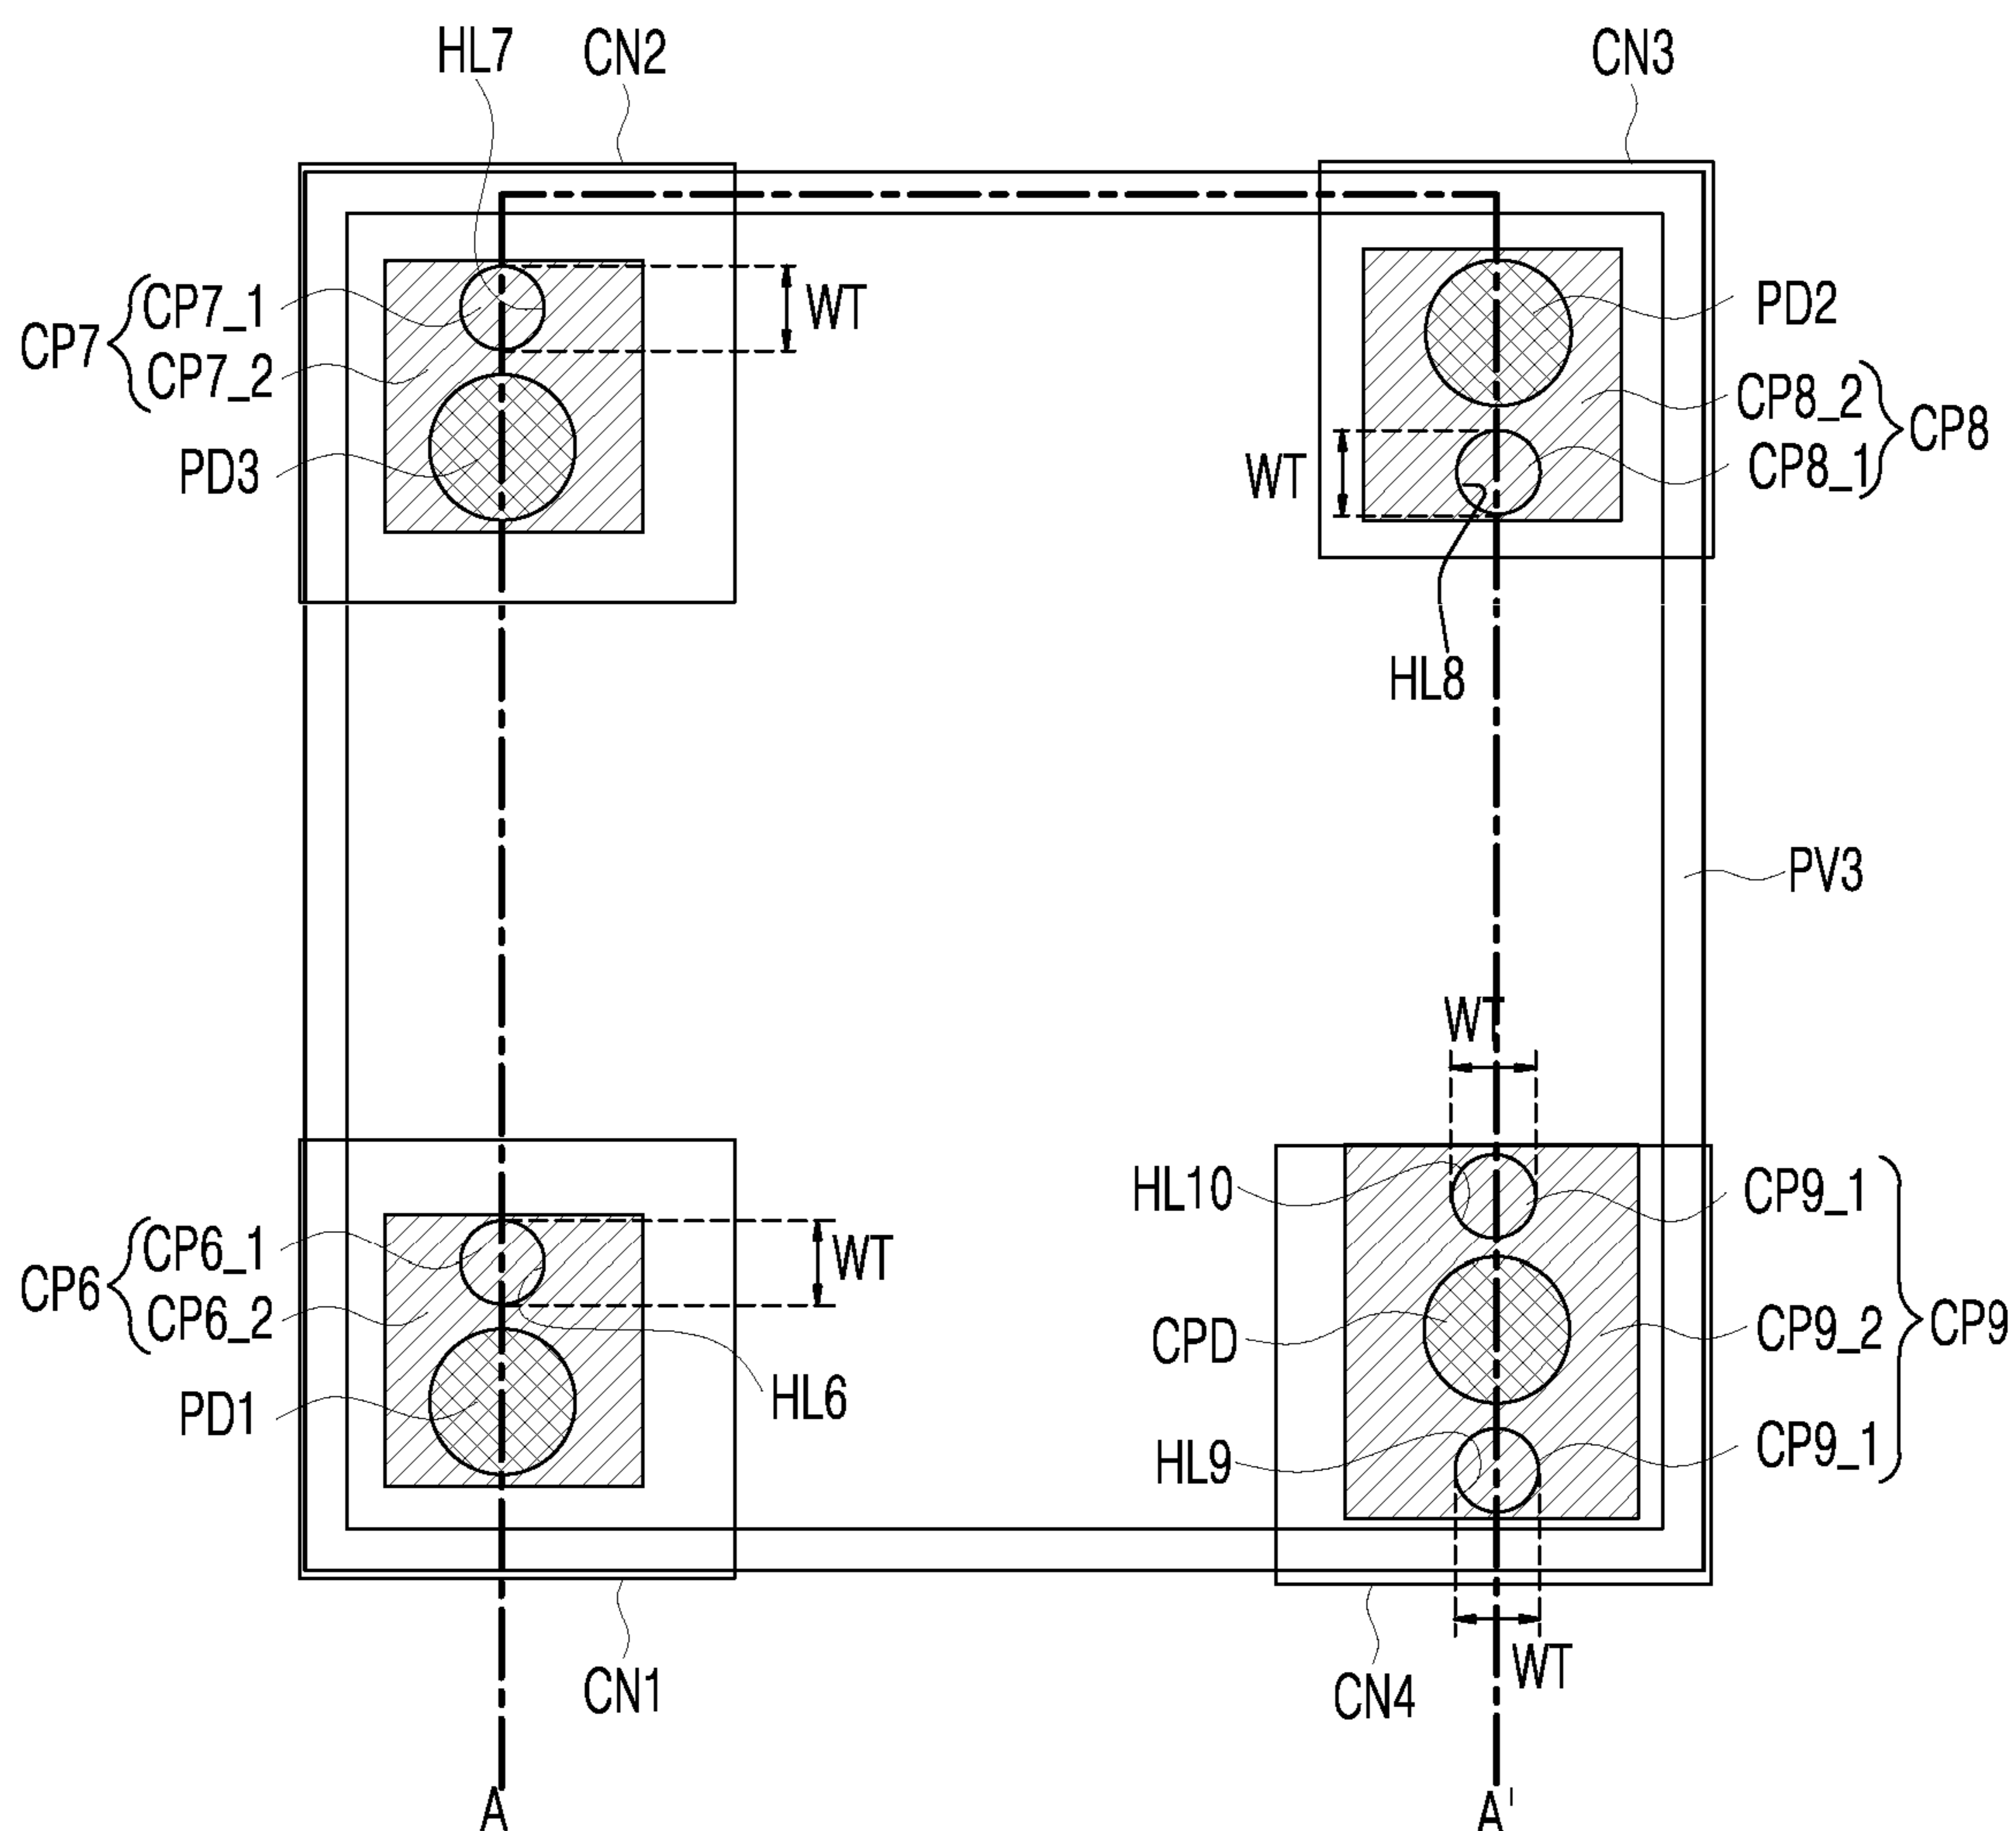 HL7
CN2
CN3
CP7_1
CP7
CP7_2
WT
PD3
PD2
CP8_2
CP8
CP8_1
WT
HL8
PV3
WT
HL10
CP9_1
CP6_1
CP6
CP6_2
WT
PD1
HL6
CPD
CP9_2
CP9
HL9
CP9_1
WT
CN1
CN4
A
A'